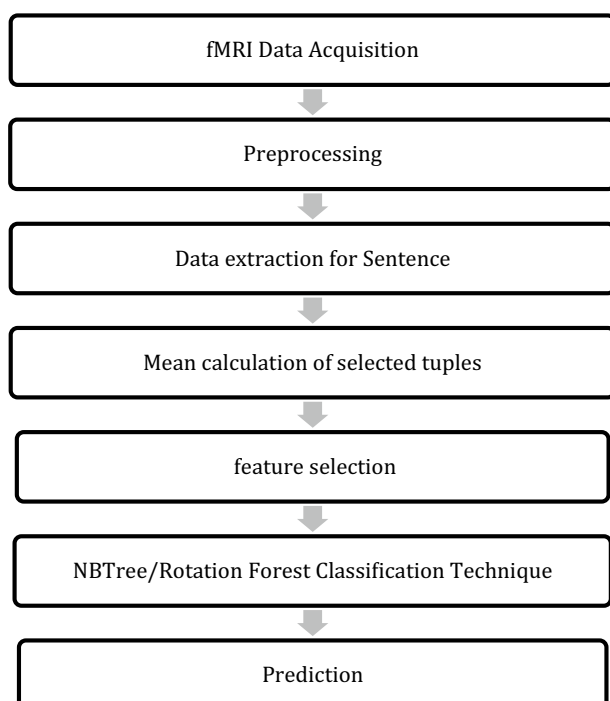 fMRI Data Acquisition
Preprocessing
Data extraction for Sentence
Mean calculation of selected tuples
feature selection
NBTree/Rotation Forest Classification Technique
Prediction